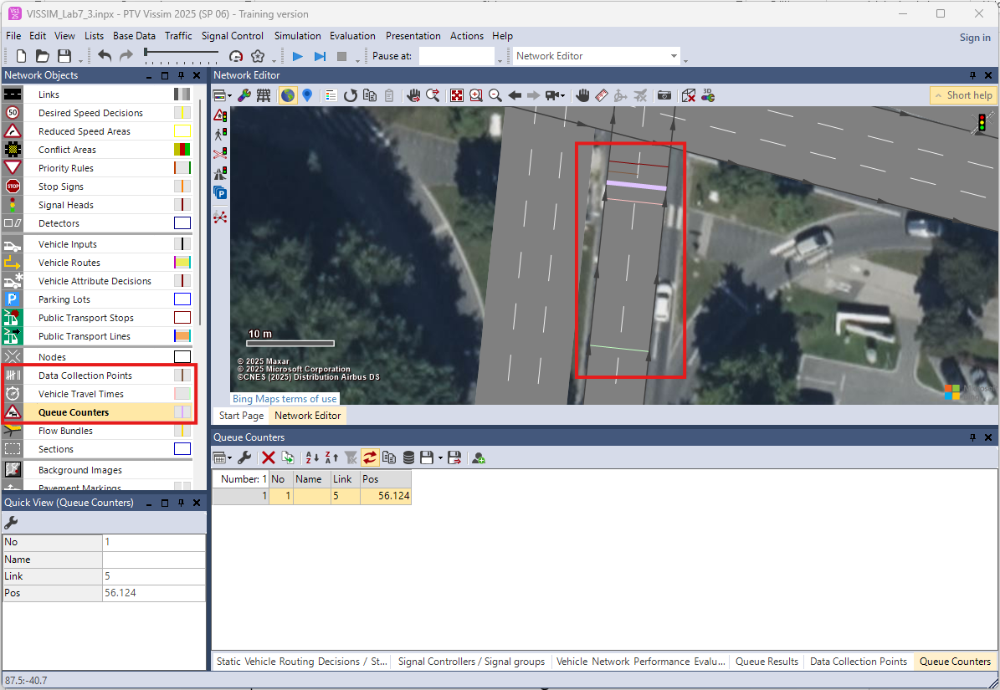 VISSIM_Lab7_3.inpx - PTV Vissim 2025 (SP 06) - Training version
File Edit View Lists Base Data Traffic Signal Control Simulation Evaluation Presentation Actions Help
Sign in
Pause at:
Network Editor
Network Objects
Links
Desired Speed Decisions
Reduced Speed Areas
Conflict Areas
Priority Rules
Stop Signs
Signal Heads
Detectors
Vehicle Inputs
Vehicle Routes
Vehicle Attribute Decisions
Parking Lots
Public Transport Stops
Public Transport Lines
Nodes
Data Collection Points
Vehicle Travel Times
Queue Counters
Flow Bundles
Sections
Background Images
Pavement Markings
Quick View (Queue Counters)
No 1
Name
Link 5
Pos 56.124
Network Editor
Short help
10 m
© 2025 Maxar
© 2025 Microsoft Corporation
©CNES (2025) Distribution Airbus DS
Bing Maps terms of use
Start Page Network Editor
Queue Counters
Number: 1 No Name Link Pos
1 1 5 56.124
Static Vehicle Routing Decisions / St... Signal Controllers / Signal groups Vehicle Network Performance Evalu... Queue Results Data Collection Points Queue Counters
87.5:-40.7